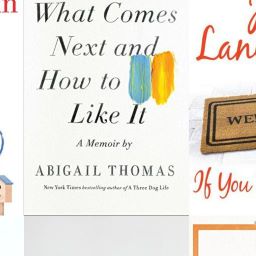 What Comes
Next and
How to
Like It
A Memoir by
ABIGAIL THOMAS
New York Times bestselling author of A Three Dog Life
If You